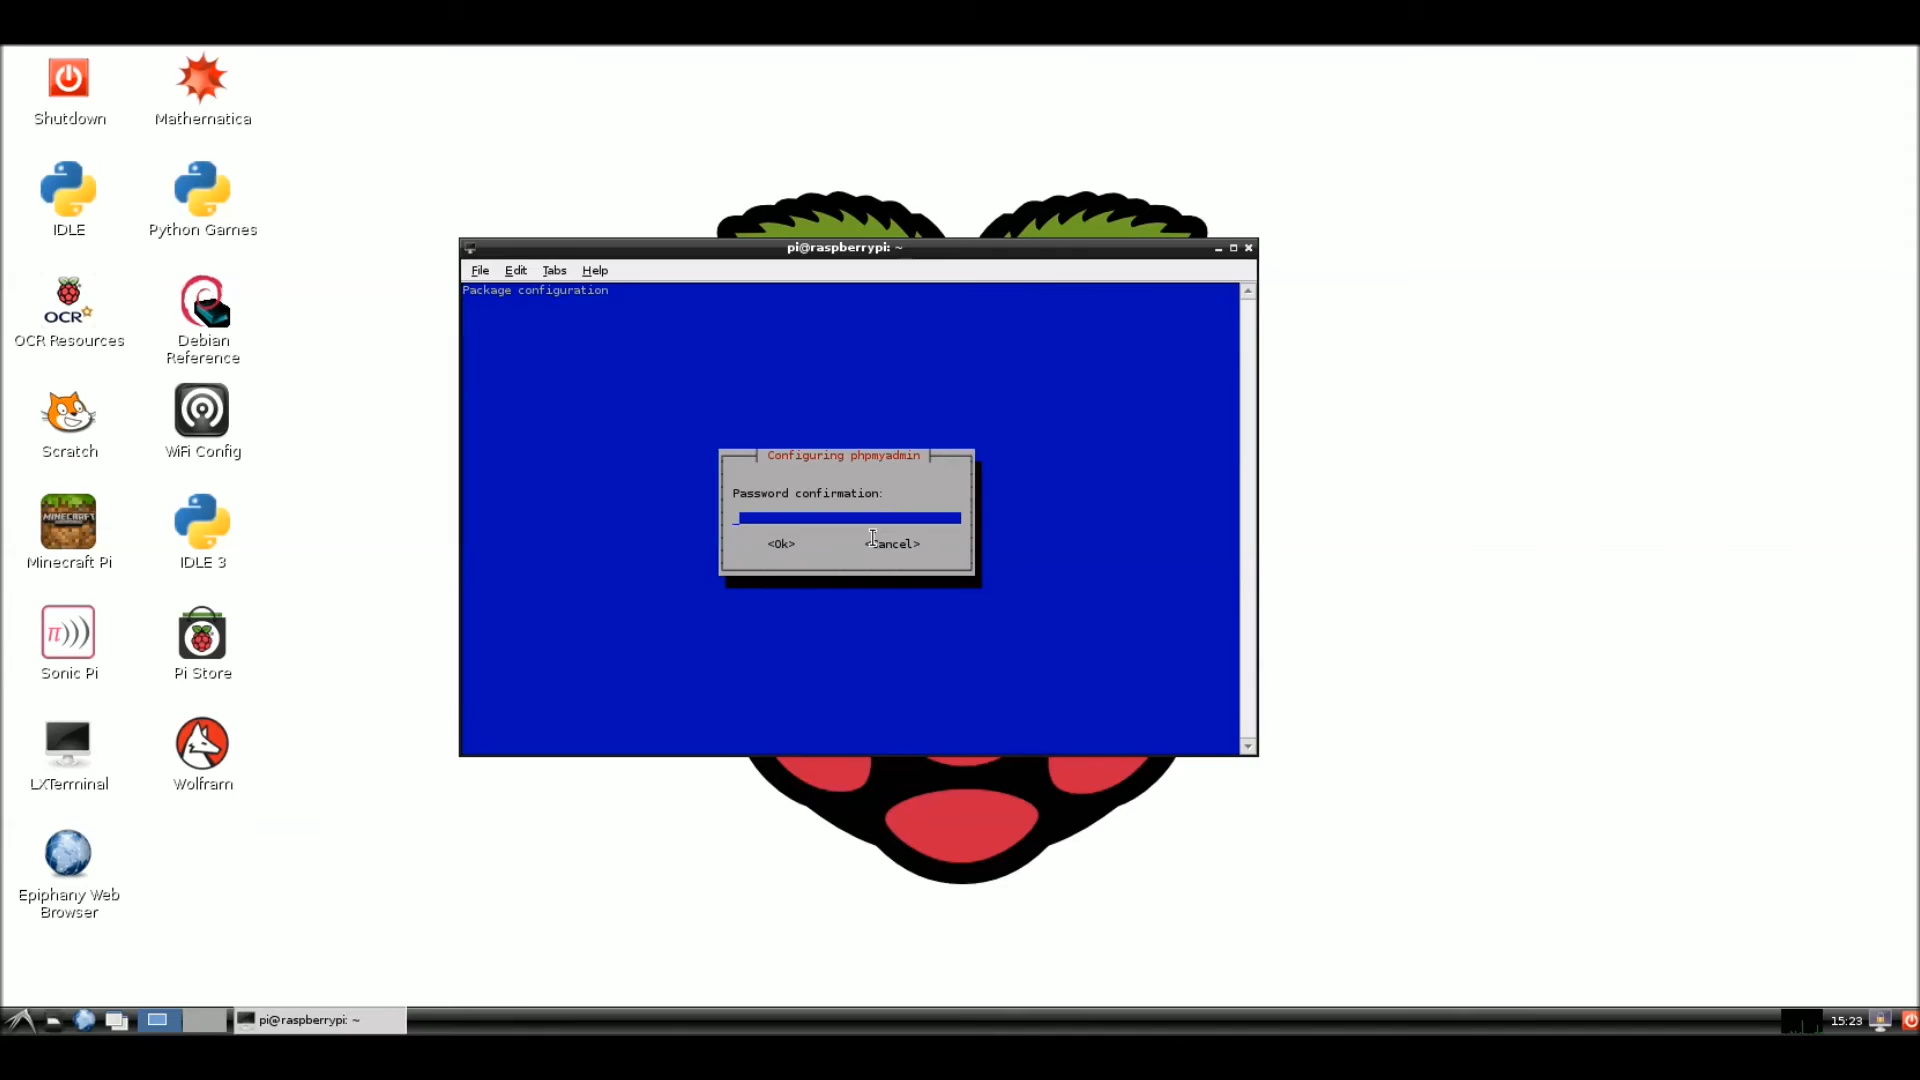 Shutdown
Mathematica
IDLE
Python Games
OCR
OCR Resources
Debian
Reference
Scratch
WiFi Config
MINECRAFT
Minecraft Pi
IDLE 3
π)))
Sonic Pi
Pi Store
LXTerminal
Wolfram
Epiphany Web
Browser
pi@raspberrypi: ~
File Edit Tabs Help
Package configuration
Configuring phpmyadmin
Password confirmation:
<Ok> <Cancel>
pi@raspberrypi: ~
15:23